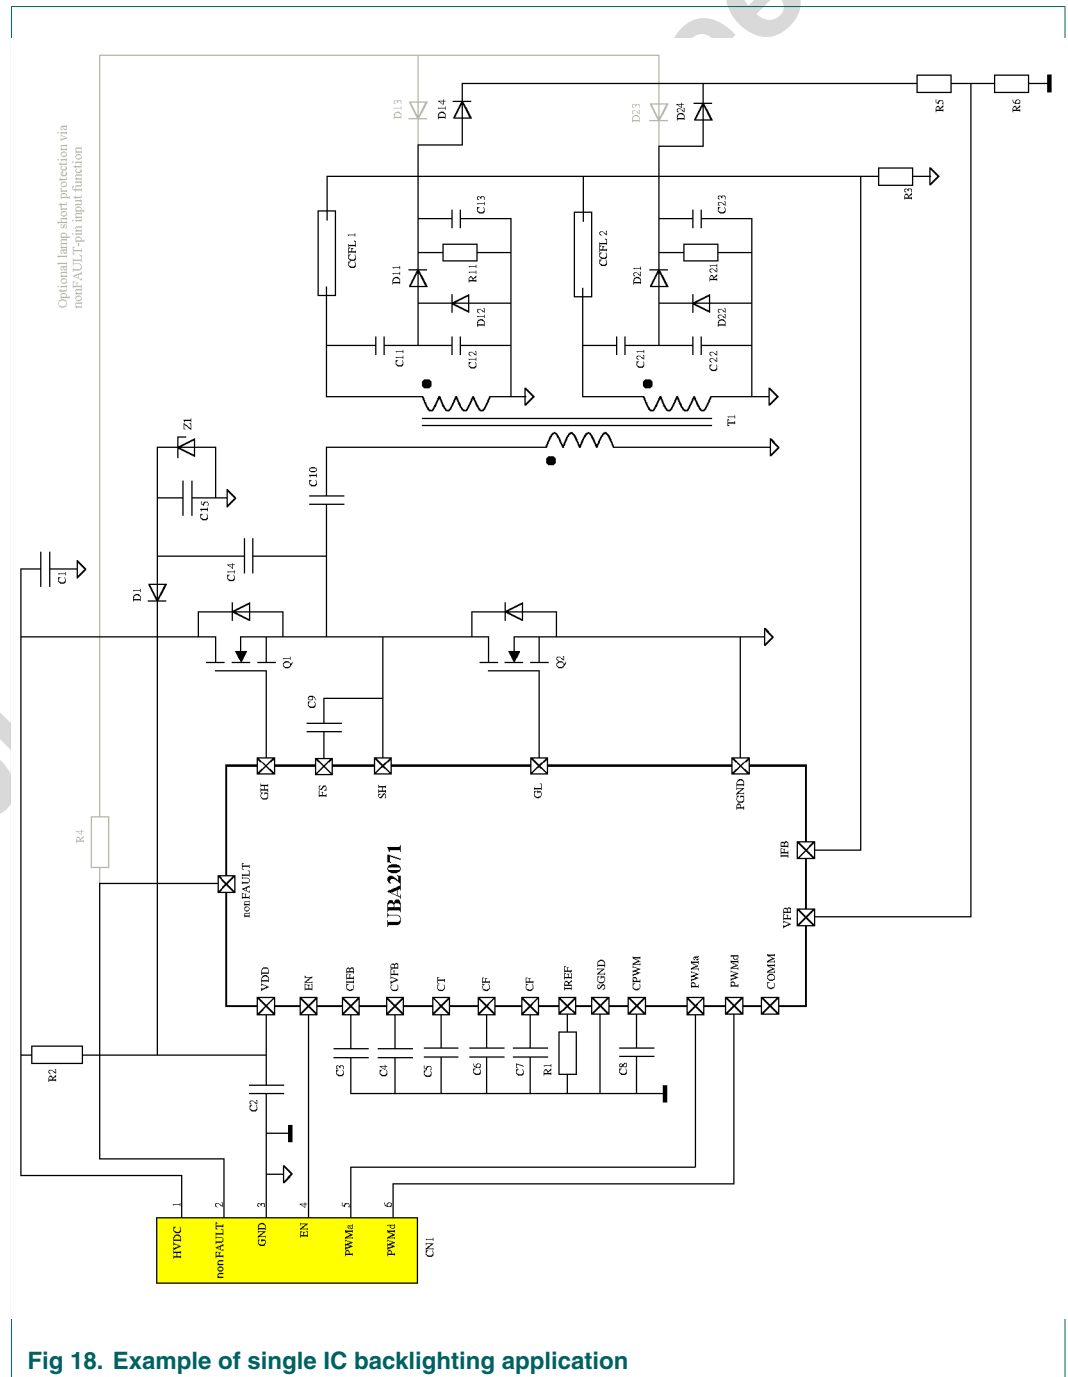 Optional lamp short protection via
nonFAULT-pin input function
D13
D14
D23
D24
R5
R6
R3
CCFL 1
D11
C13
R11
D12
C11
C12
CCFL 2
D21
C23
R21
D22
C21
C22
T1
Z1
C15
C10
C14
C1
D1
Q1
Q2
C9
GH
FS
SH
GL
PGND
R4
nonFAULT
UBA2071
IFB
VFB
VDD
EN
CIFB
CVFB
CT
CF
CF
IREF
SGND
CPWM
PWMa
PWMd
COMM
R2
C2
C3
C4
C5
C6
C7
R1
C8
1
2
3
4
5
6
HVDC
nonFAULT
GND
EN
PWMa
PWMd
CN1
Fig 18. Example of single IC backlighting application